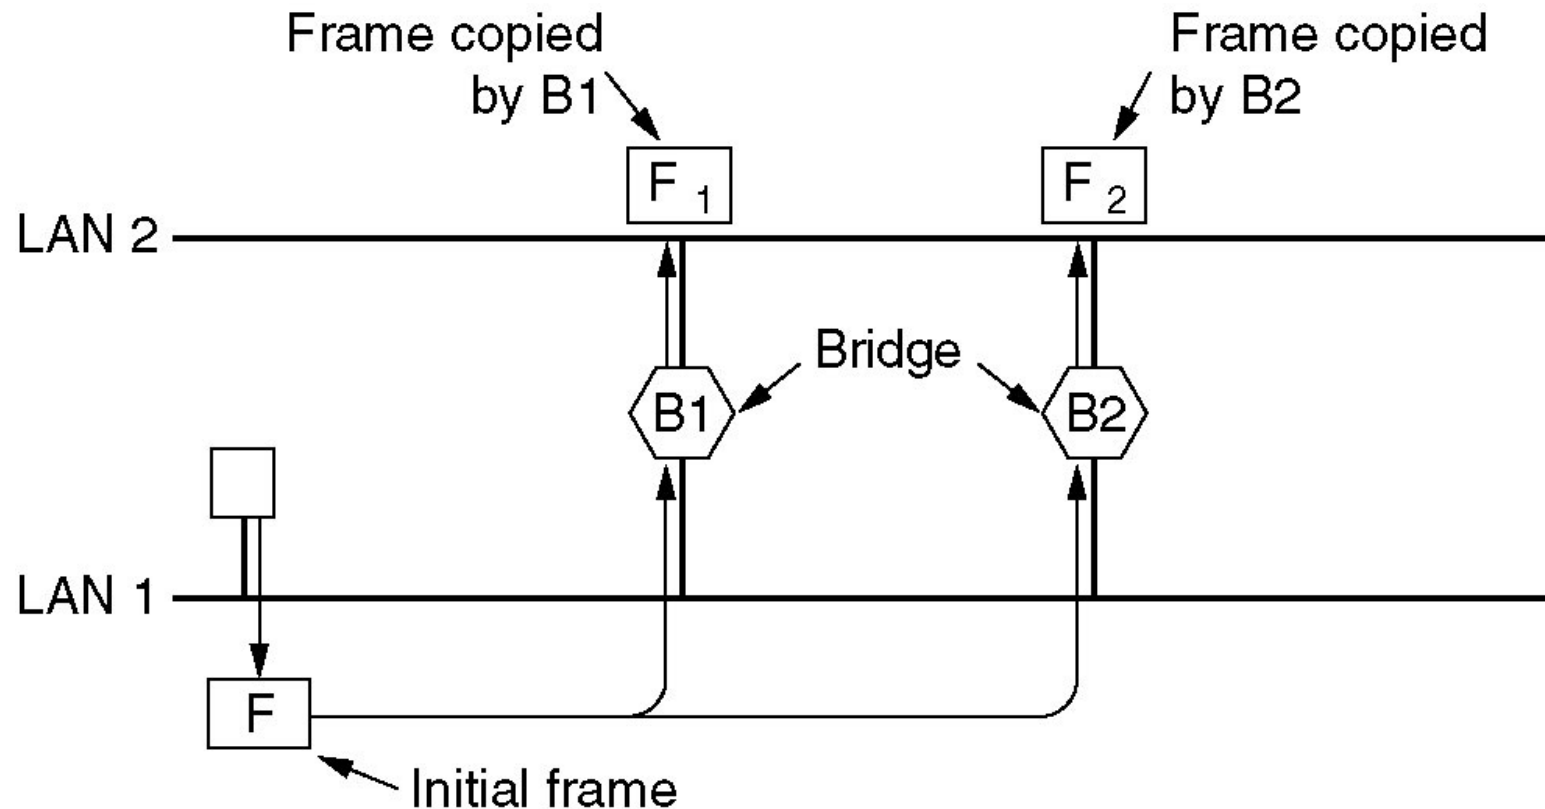 Frame copied
by B1
Frame copied
by B2
F 1
F 2
LAN 2
Bridge
B1
B2
LAN 1
F
Initial frame